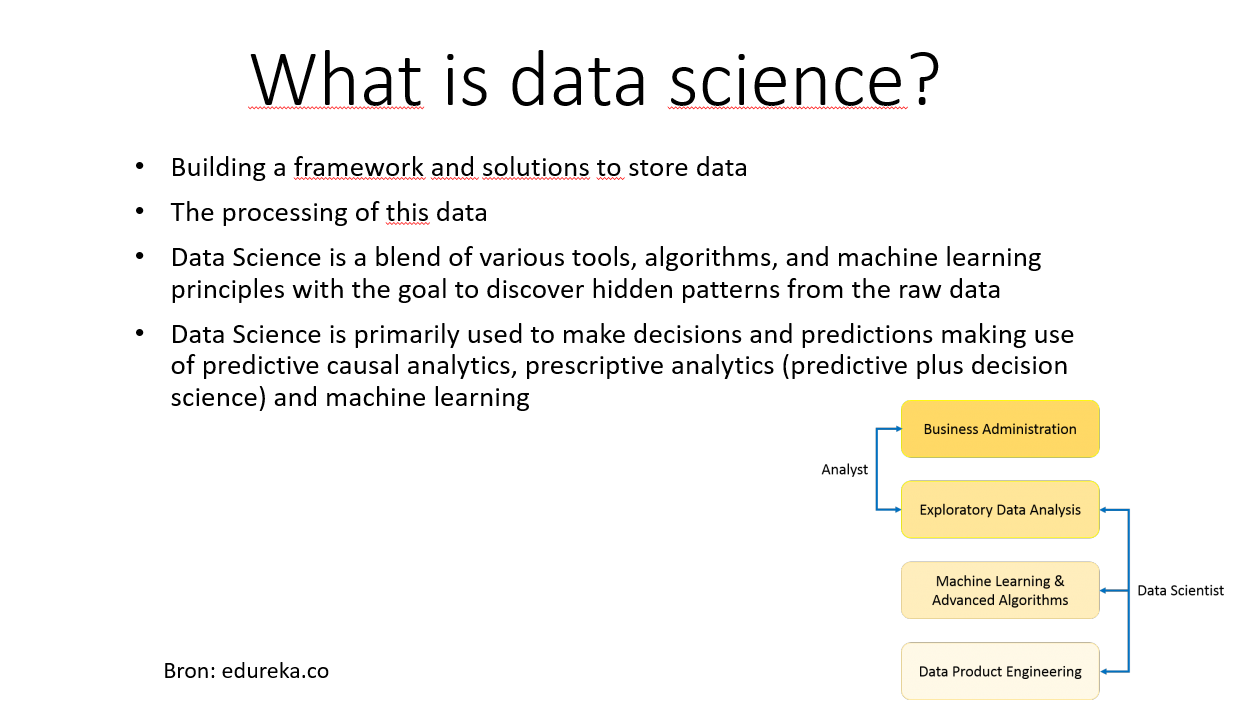 What is data science?
• Building a framework and solutions to store data
• The processing of this data
• Data Science is a blend of various tools, algorithms, and machine learning
principles with the goal to discover hidden patterns from the raw data
• Data Science is primarily used to make decisions and predictions making use
of predictive causal analytics, prescriptive analytics (predictive plus decision
science) and machine learning
Business Administration
Analyst
Exploratory Data Analysis
Machine Learning &
Advanced Algorithms
Data Scientist
Data Product Engineering
Bron: edureka.co